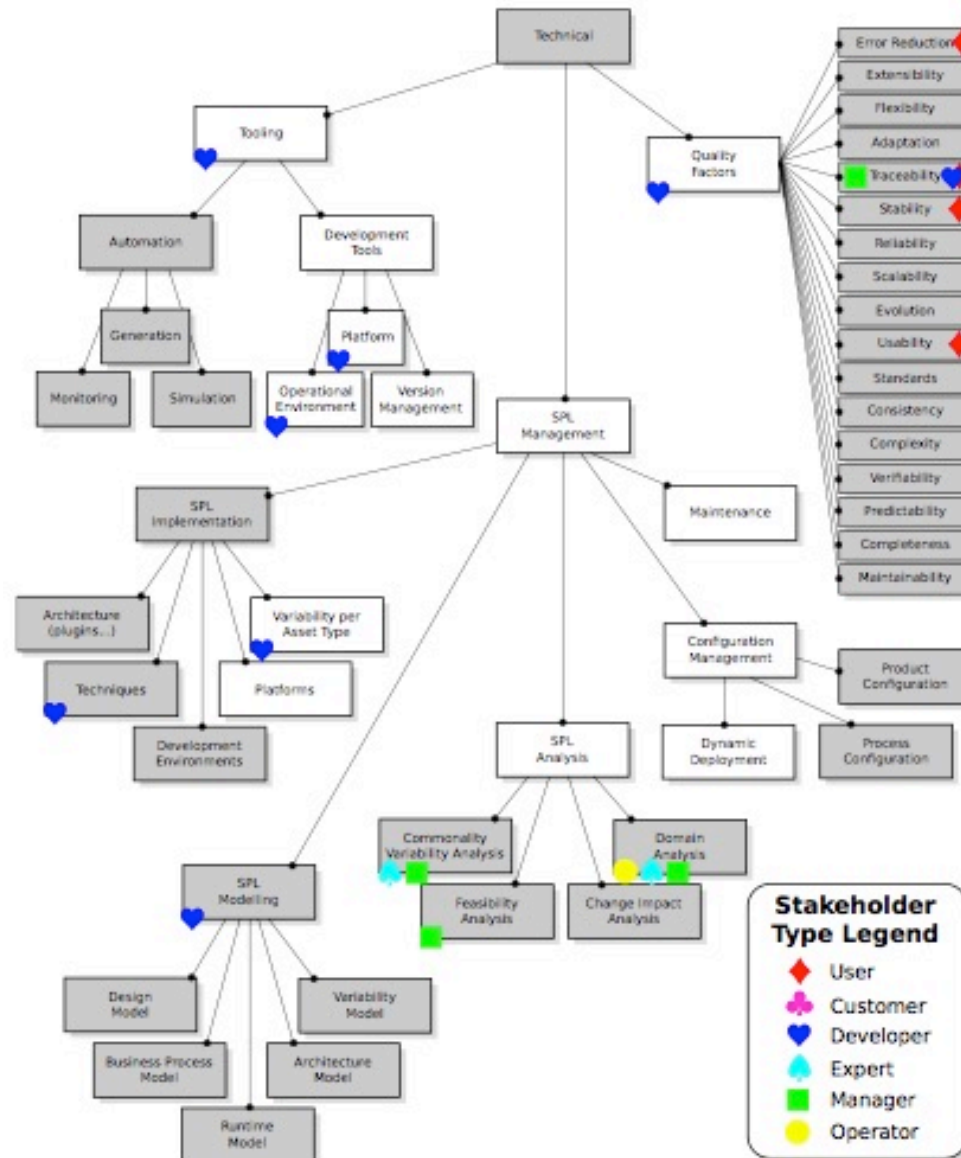 Technical
Tooling
Quality
Factors
Error Reduction
Extensibility
Flexibility
Adaptation
Traceability
Stability
Reliability
Scalability
Evolution
Usability
Standards
Consistency
Complexity
Verifiability
Predictability
Completeness
Maintainability
Automation
Development
Tools
Generation
Platform
Monitoring
Simulation
Operational
Environment
Version
Management
SPL
Management
SPL
Implementation
Maintenance
Architecture
(plugins...)
Variability per
Asset Type
Techniques
Platforms
Development
Environments
Configuration
Management
Product
Configuration
Dynamic
Deployment
Process
Configuration
SPL
Analysis
Commonality
Variability Analysis
Domain
Analysis
Feasibility
Analysis
Change Impact
Analysis
SPL
Modelling
Design
Model
Variability
Model
Business Process
Model
Architecture
Model
Runtime
Model
Stakeholder
Type Legend
User
Customer
Developer
Expert
Manager
Operator